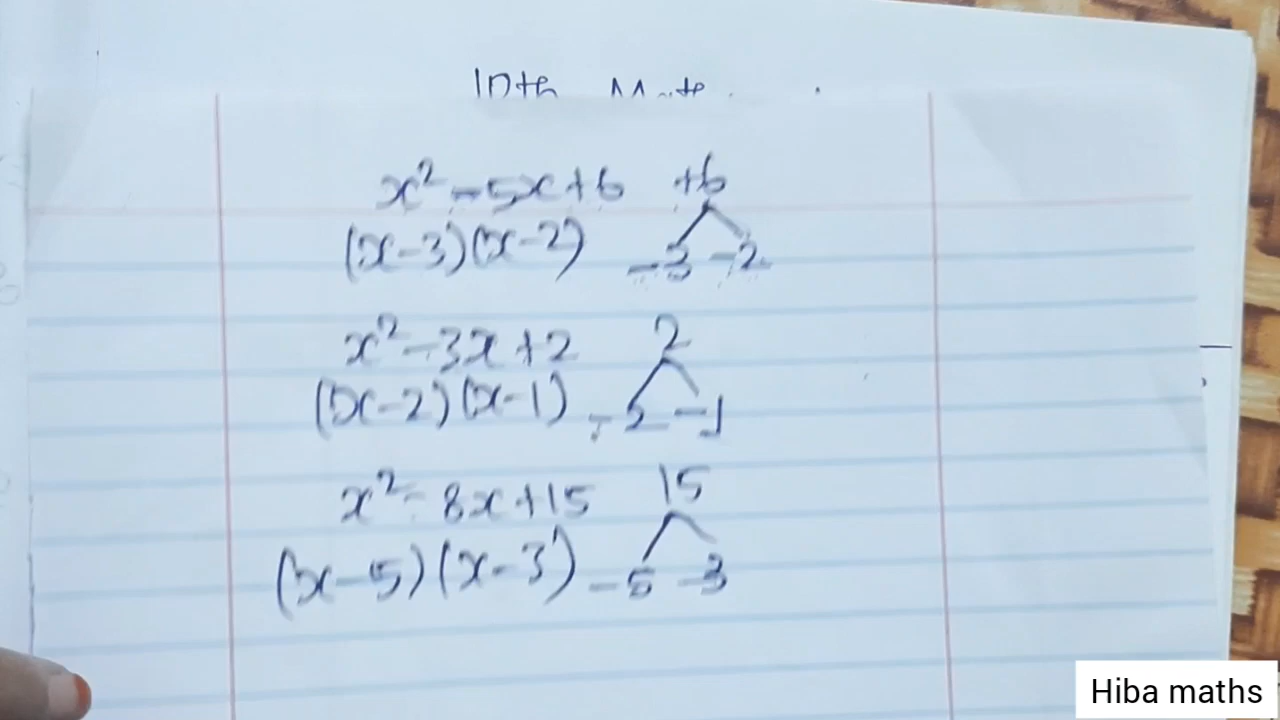 10th
x² - 5x + 6 +6
(x - 3)(x - 2) -3 -2
x² - 3x + 2 2
(x - 2)(x - 1) -2 -1
x² - 8x + 15 15
(x - 5)(x - 3) -5 -3
Hiba maths